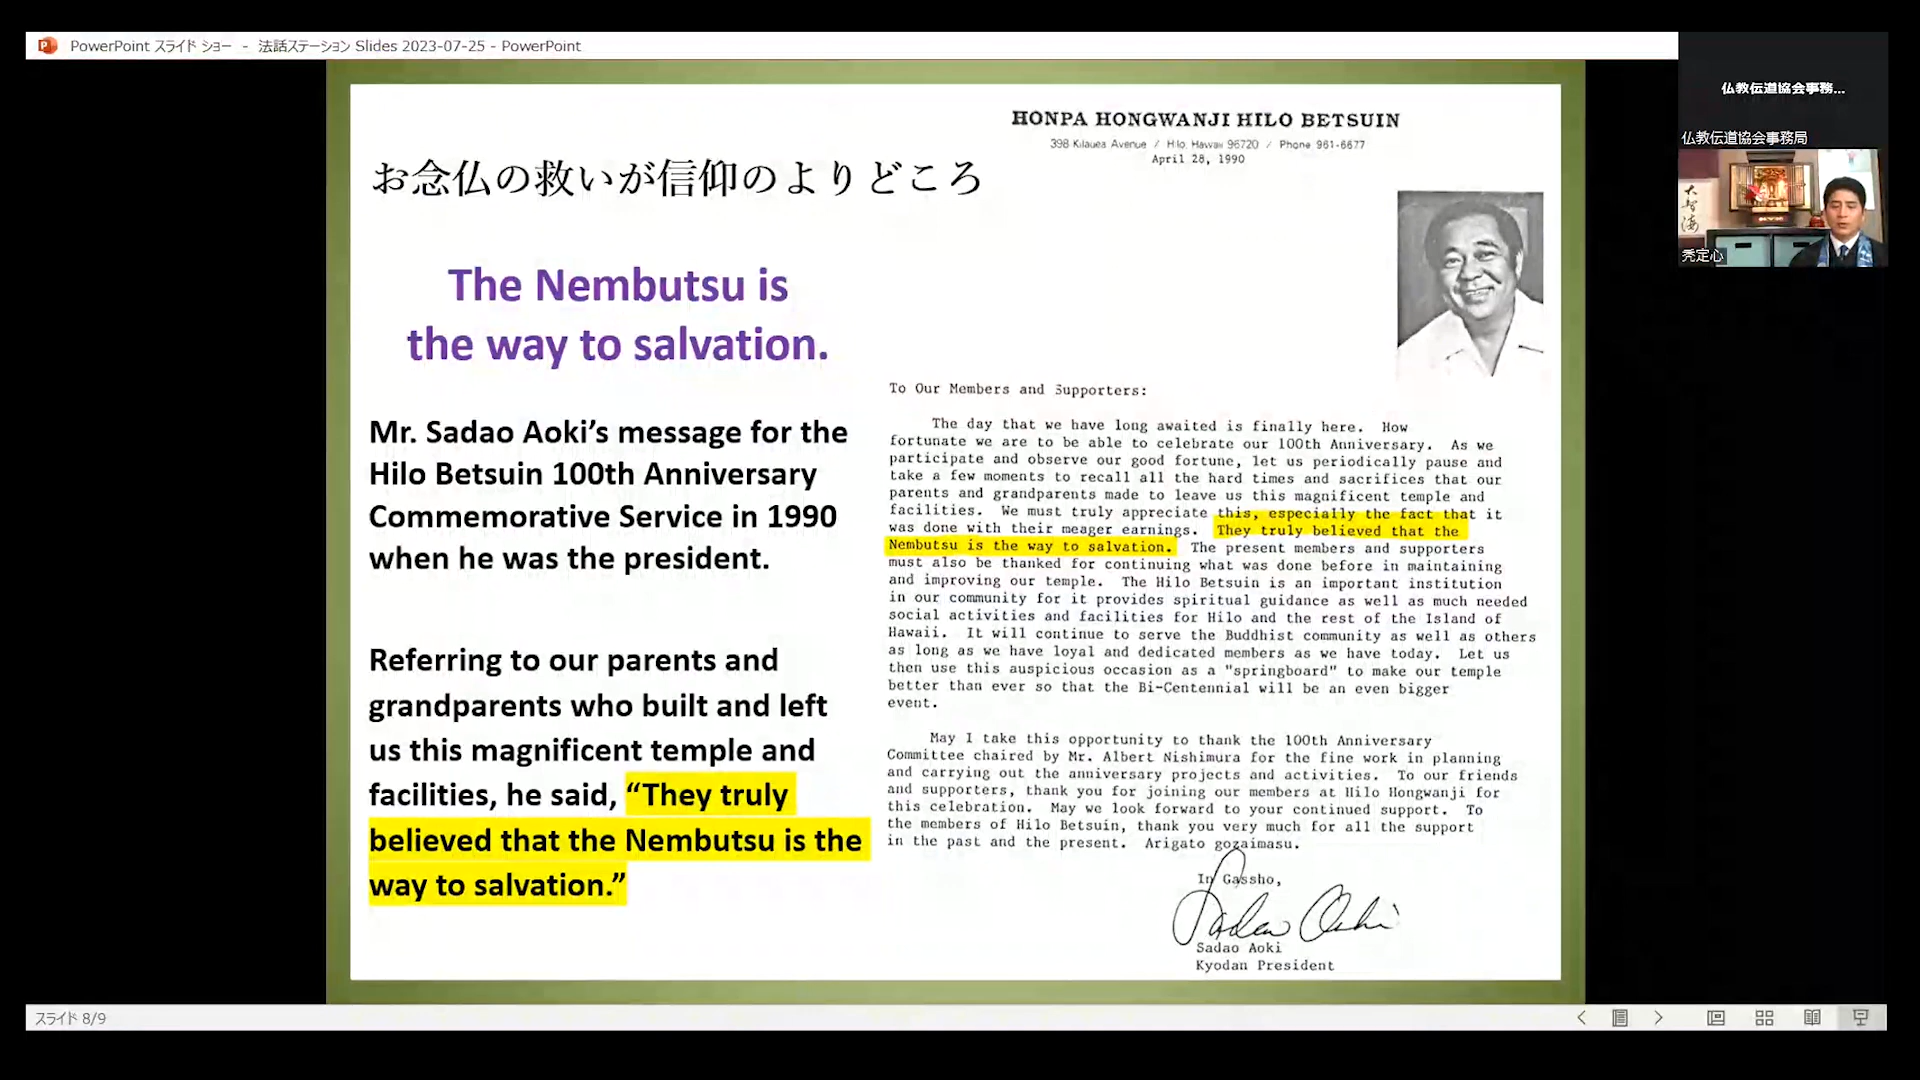 PowerPoint スライド ショー - 法話ステーション Slides 2023-07-25 - PowerPoint
仏教伝道協会事務...
仏教伝道協会事務局
大智海
禿定心
お念仏の救いが信仰のよりどころ
The Nembutsu is
the way to salvation.
Mr. Sadao Aoki’s message for the
Hilo Betsuin 100th Anniversary
Commemorative Service in 1990
when he was the president.
Referring to our parents and
grandparents who built and left
us this magnificent temple and
facilities, he said, “They truly
believed that the Nembutsu is the
way to salvation.”
HONPA HONGWANJI HILO BETSUIN
398 Kilauea Avenue / Hilo, Hawaii 96720 / Phone 961-6677
April 28, 1990
To Our Members and Supporters:
The day that we have long awaited is finally here. How
fortunate we are to be able to celebrate our 100th Anniversary. As we
participate and observe our good fortune, let us periodically pause and
take a few moments to recall all the hard times and sacrifices that our
parents and grandparents made to leave us this magnificent temple and
facilities. We must truly appreciate this, especially the fact that it
was done with their meager earnings. They truly believed that the
Nembutsu is the way to salvation. The present members and supporters
must also be thanked for continuing what was done before in maintaining
and improving our temple. The Hilo Betsuin is an important institution
in our community for it provides spiritual guidance as well as much needed
social activities and facilities for Hilo and the rest of the Island of
Hawaii. It will continue to serve the Buddhist community as well as others
as long as we have loyal and dedicated members as we have today. Let us
then use this auspicious occasion as a "springboard" to make our temple
better than ever so that the Bi-Centennial will be an even bigger
event.
May I take this opportunity to thank the 100th Anniversary
Committee chaired by Mr. Albert Nishimura for the fine work in planning
and carrying out the anniversary projects and activities. To our friends
and supporters, thank you for joining our members at Hilo Hongwanji for
this celebration. May we look forward to your continued support. To
the members of Hilo Betsuin, thank you very much for all the support
in the past and the present. Arigato gozaimasu.
In Gassho,
Sadao Aoki
Sadao Aoki
Kyodan President
スライド 8/9